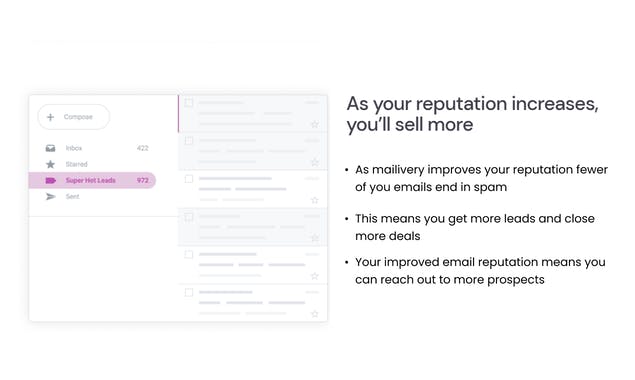 As your reputation increases,
you'll sell more
Compose
Inbox 422
Starred
Super Hot Leads 972
Sent
• As mailivery improves your reputation fewer
of you emails end in spam
• This means you get more leads and close
more deals
• Your improved email reputation means you
can reach out to more prospects